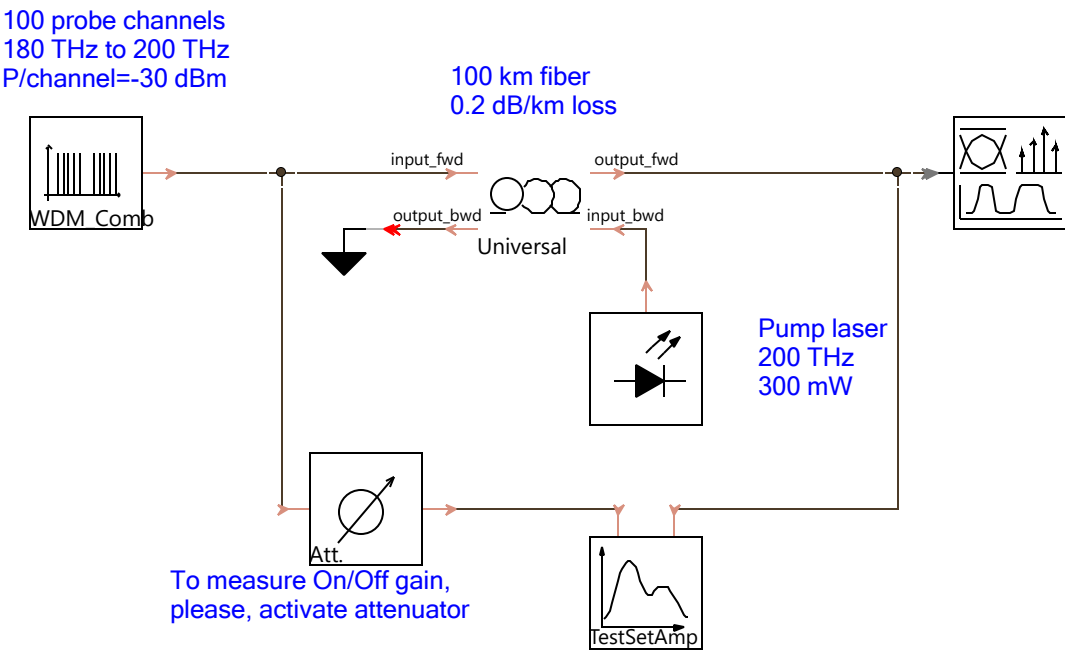 100 probe channels
180 THz to 200 THz
P/channel=-30 dBm
100 km fiber
0.2 dB/km loss
WDM_Comb
input_fwd
output_fwd
output_bwd
input_bwd
Universal
Pump laser
200 THz
300 mW
Att.
To measure On/Off gain,
please, activate attenuator
TestSetAmp